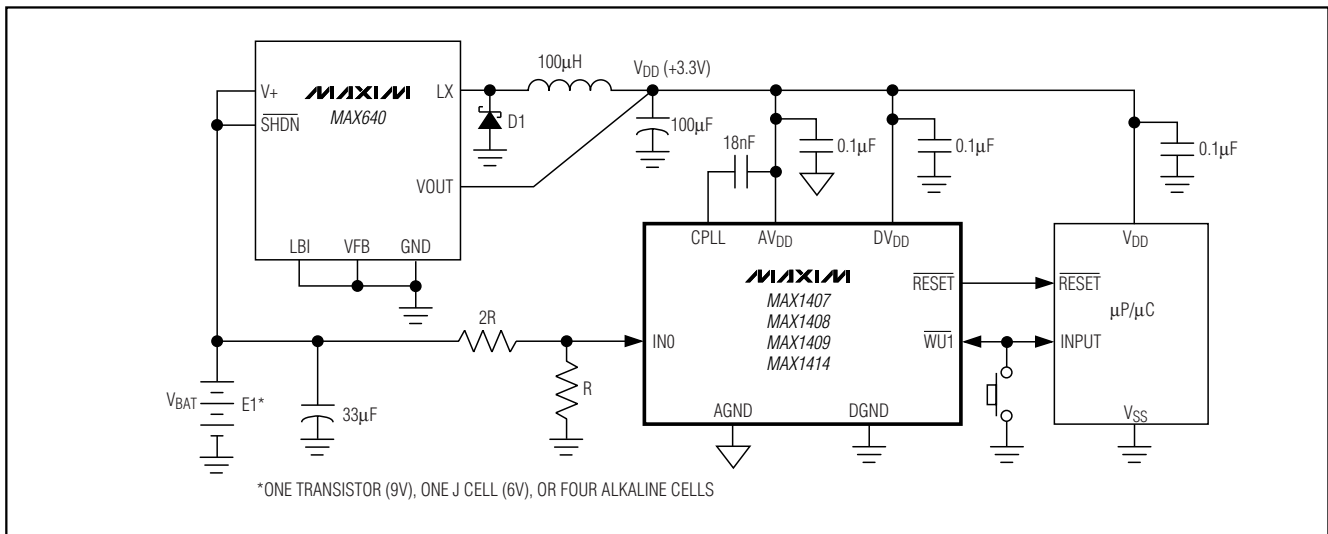 100μH
VDD (+3.3V)
V+
MAXIM
LX
SHDN
MAX640
D1
100μF
18nF
0.1μF
0.1μF
0.1μF
VOUT
CPLL
AVDD
DVDD
VDD
LBI
VFB
GND
MAXIM
RESET
RESET
MAX1407
μP/μC
2R
MAX1408
IN0
MAX1409
WU1
INPUT
MAX1414
VBAT
E1*
33μF
R
AGND
DGND
VSS
*ONE TRANSISTOR (9V), ONE J CELL (6V), OR FOUR ALKALINE CELLS